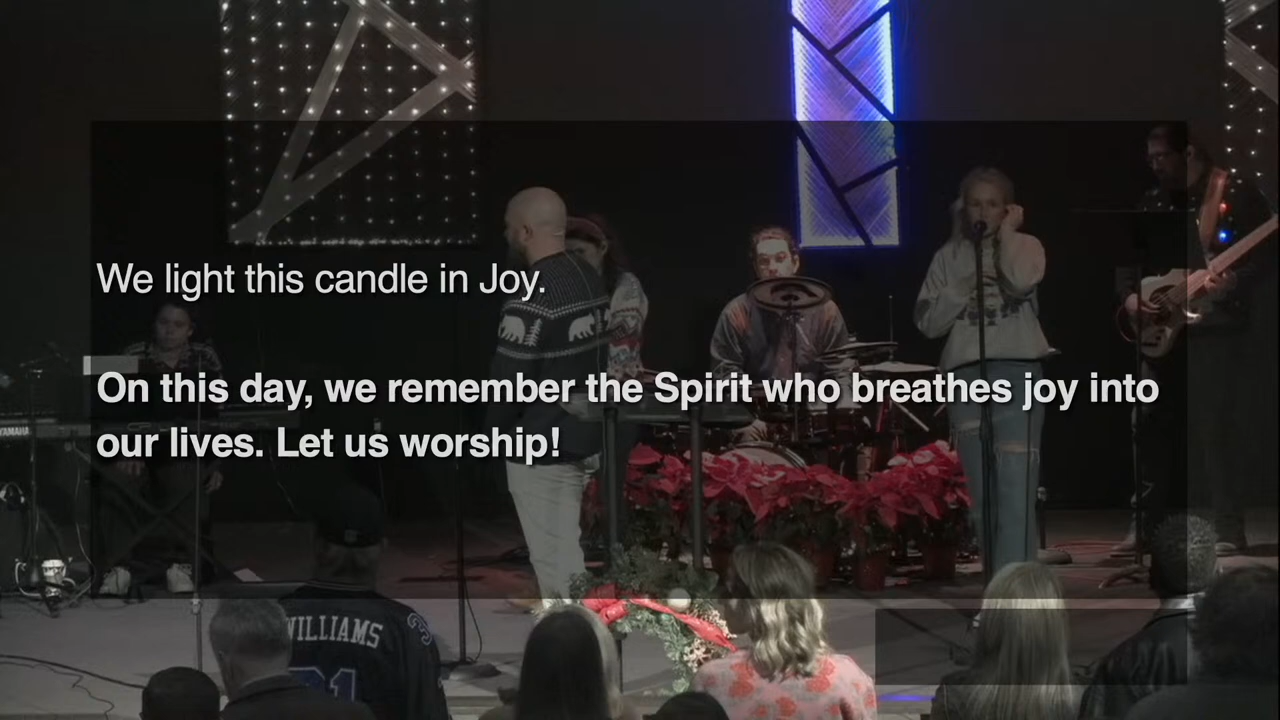 We light this candle in Joy.
On this day, we remember the Spirit who breathes joy into
our lives. Let us worship!
YAMAHA
WILLIAMS
21